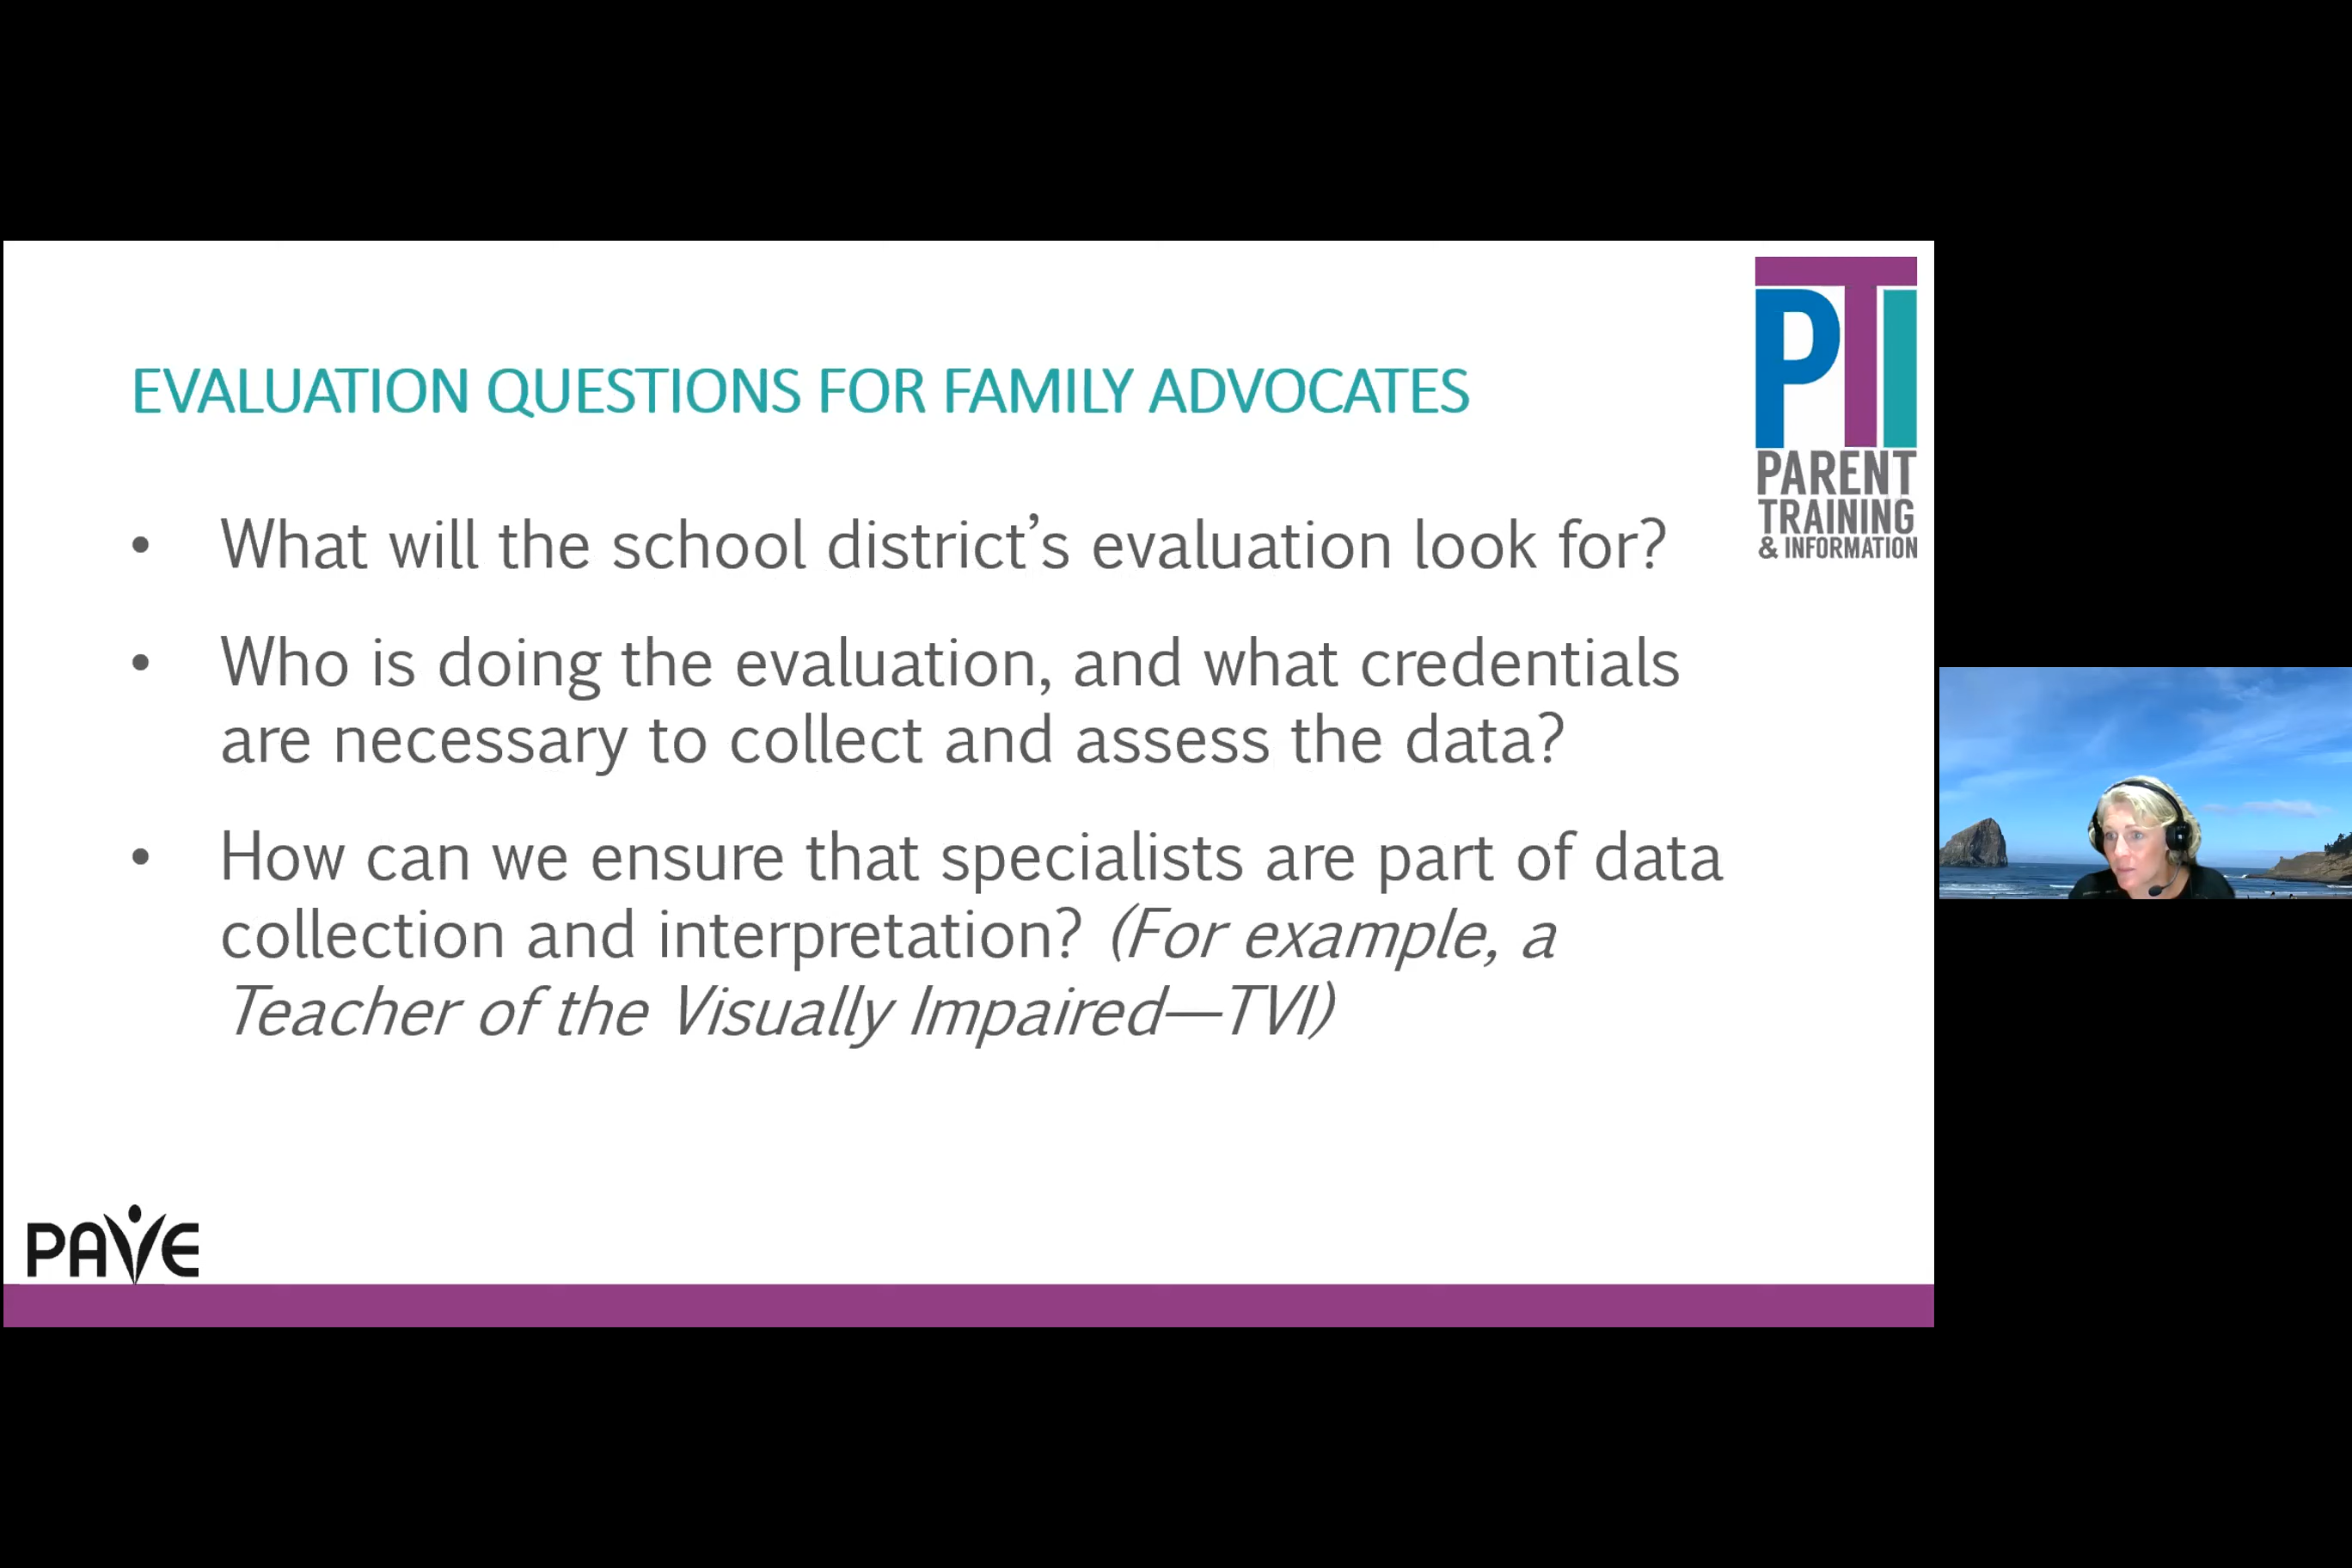 EVALUATION QUESTIONS FOR FAMILY ADVOCATES
PTI
PARENT
TRAINING
& INFORMATION
• What will the school district’s evaluation look for?
• Who is doing the evaluation, and what credentials
are necessary to collect and assess the data?
• How can we ensure that specialists are part of data
collection and interpretation? (For example, a
Teacher of the Visually Impaired—TVI)
PAVE